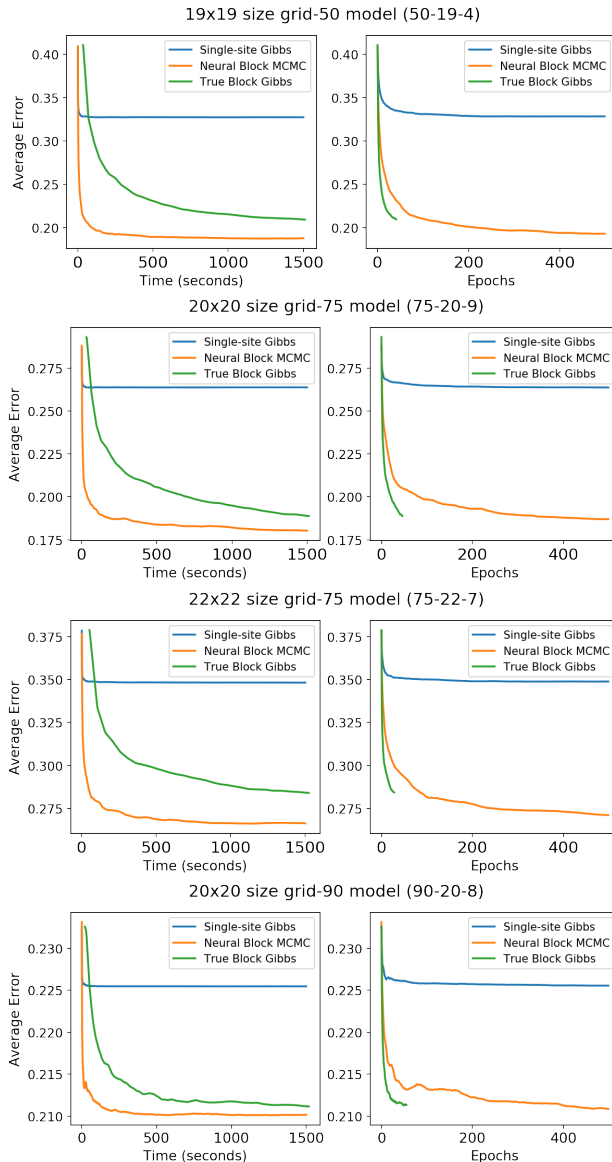 19x19 size grid-50 model (50-19-4)
Average Error
0.40
0.35
0.30
0.25
0.20
Single-site Gibbs
Neural Block MCMC
True Block Gibbs
0 500 1000 1500
Time (seconds)
0.40
0.35
0.30
0.25
0.20
Single-site Gibbs
Neural Block MCMC
True Block Gibbs
0 200 400
Epochs
20x20 size grid-75 model (75-20-9)
Average Error
0.275
0.250
0.225
0.200
0.175
Single-site Gibbs
Neural Block MCMC
True Block Gibbs
0 500 1000 1500
Time (seconds)
0.275
0.250
0.225
0.200
0.175
Single-site Gibbs
Neural Block MCMC
True Block Gibbs
0 200 400
Epochs
22x22 size grid-75 model (75-22-7)
Average Error
0.375
0.350
0.325
0.300
0.275
Single-site Gibbs
Neural Block MCMC
True Block Gibbs
0 500 1000 1500
Time (seconds)
0.375
0.350
0.325
0.300
0.275
Single-site Gibbs
Neural Block MCMC
True Block Gibbs
0 200 400
Epochs
20x20 size grid-90 model (90-20-8)
Average Error
0.230
0.225
0.220
0.215
0.210
Single-site Gibbs
Neural Block MCMC
True Block Gibbs
0 500 1000 1500
Time (seconds)
0.230
0.225
0.220
0.215
0.210
Single-site Gibbs
Neural Block MCMC
True Block Gibbs
0 200 400
Epochs